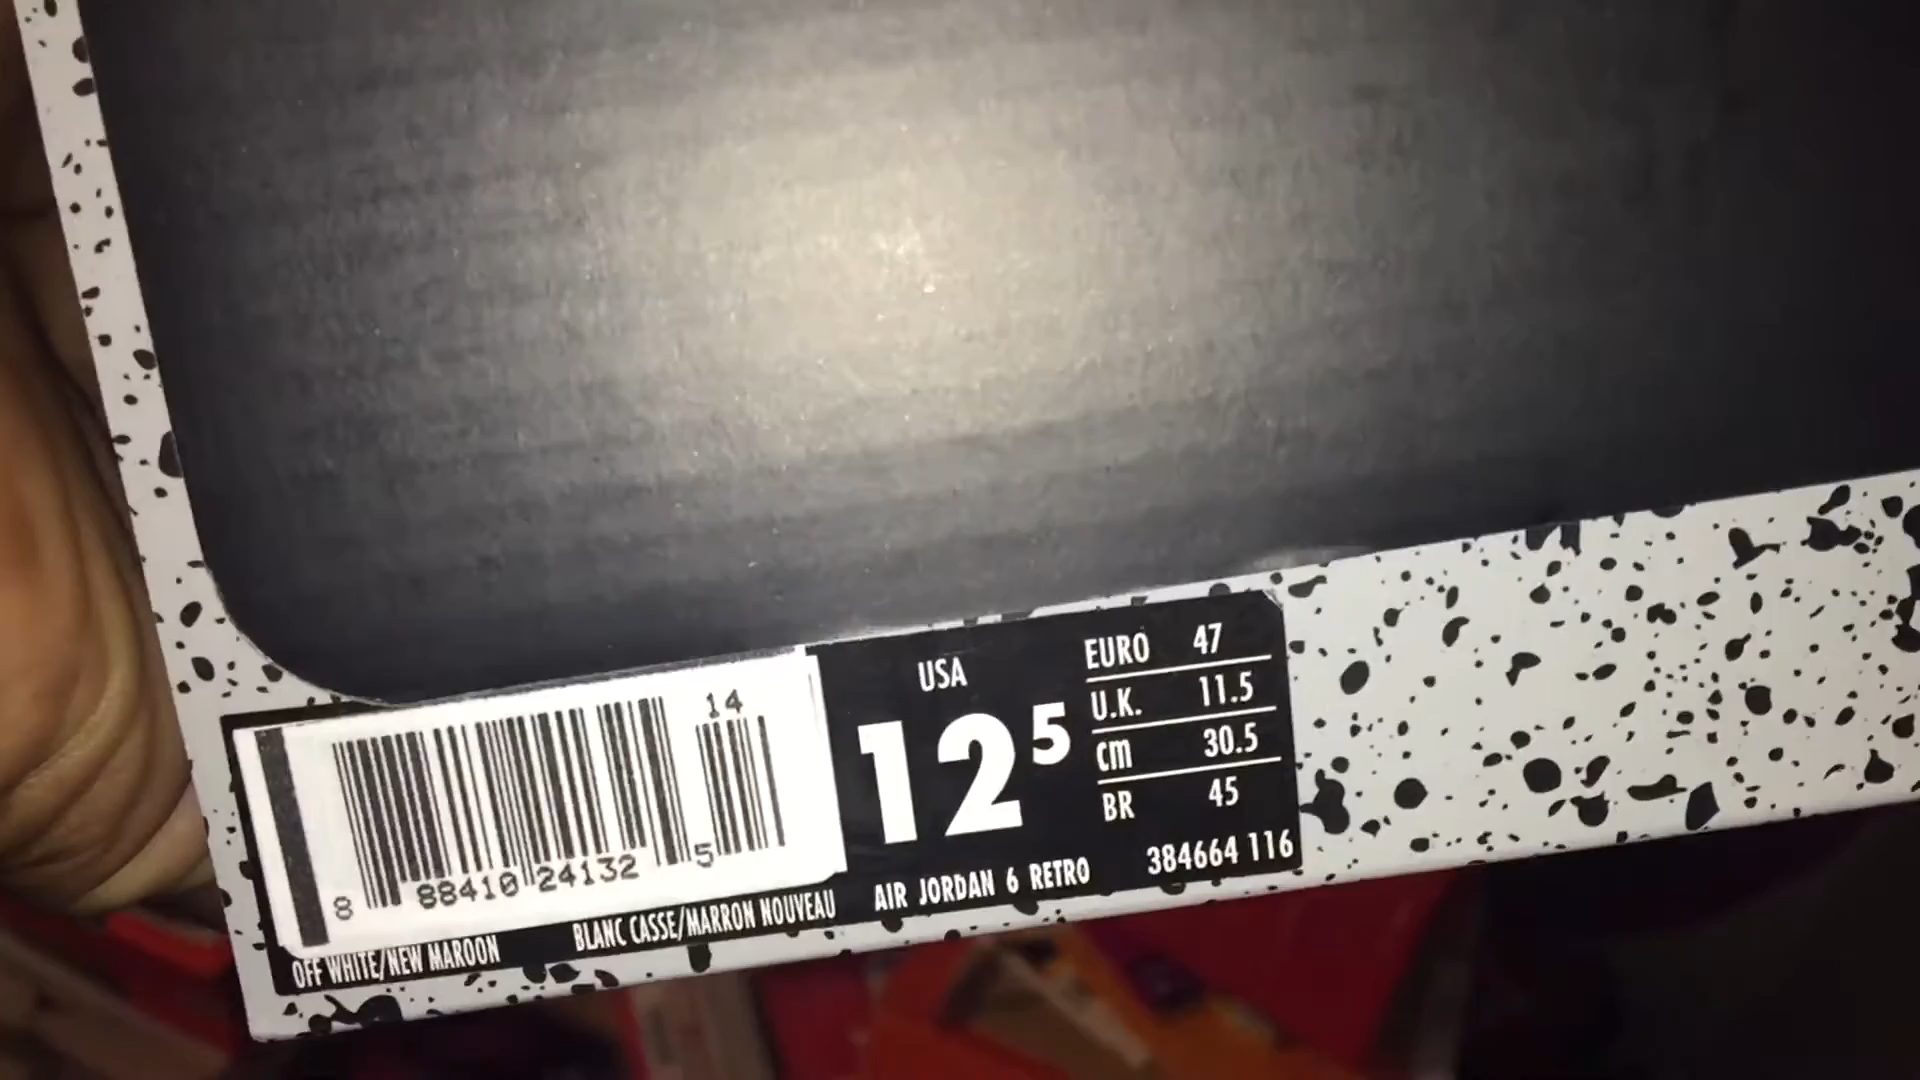 14
8 88410 24132 5
OFF WHITE/NEW MAROON
BLANC CASSE/MARRON NOUVEAU
USA
12⁵
EURO 47
U.K. 11.5
cm 30.5
BR 45
AIR JORDAN 6 RETRO
384664 116